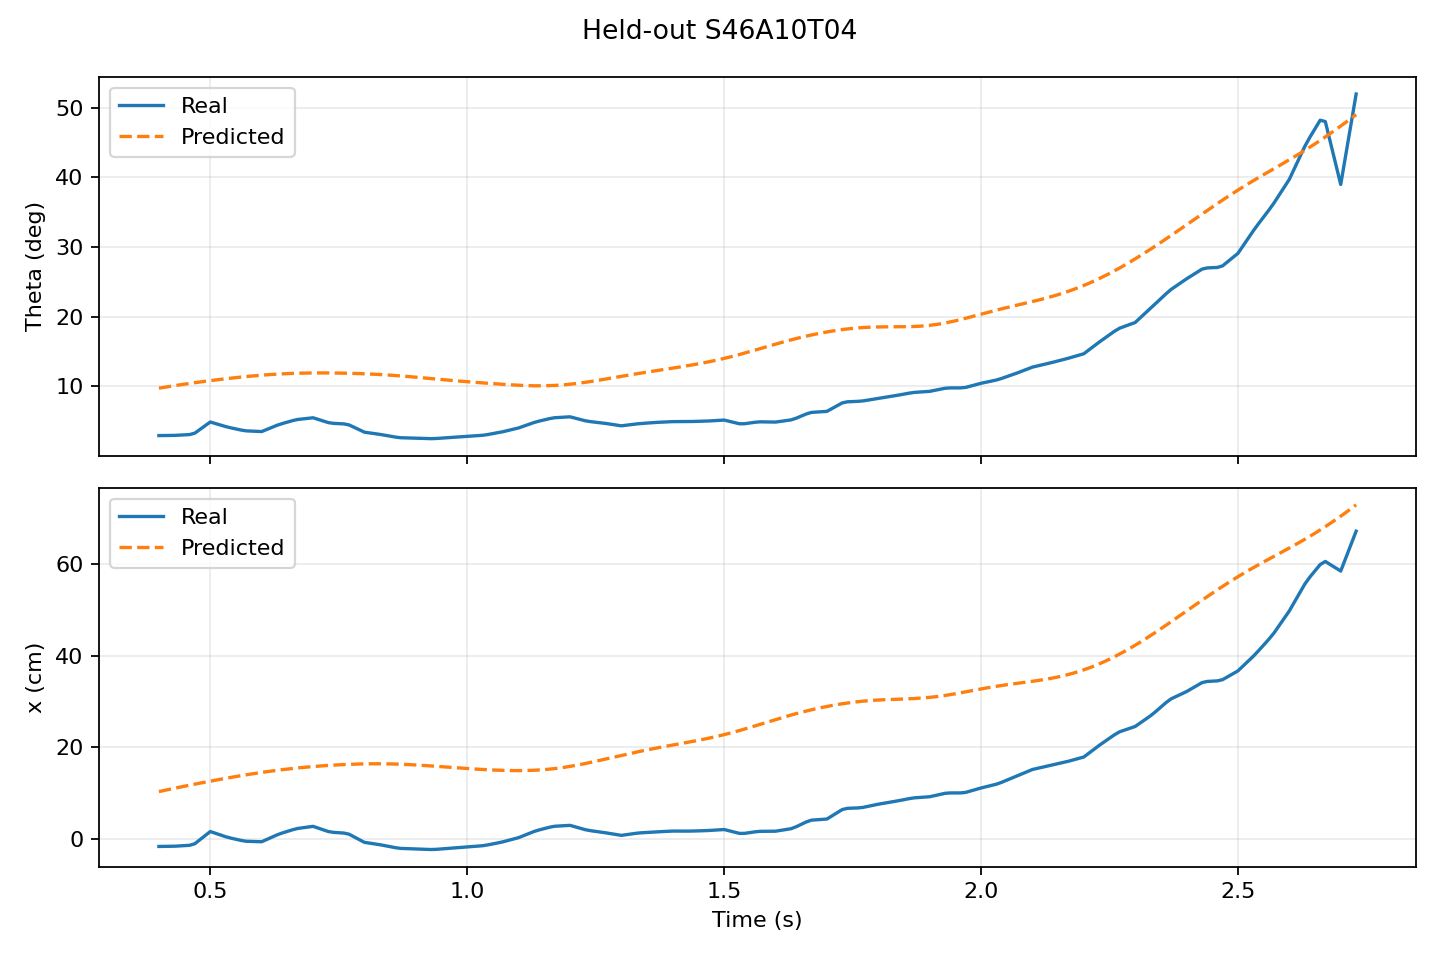 Held-out S46A10T04
Real
Predicted
50
40
30
20
10
Theta (deg)
Real
Predicted
60
40
20
0
x (cm)
0.5 1.0 1.5 2.0 2.5
Time (s)